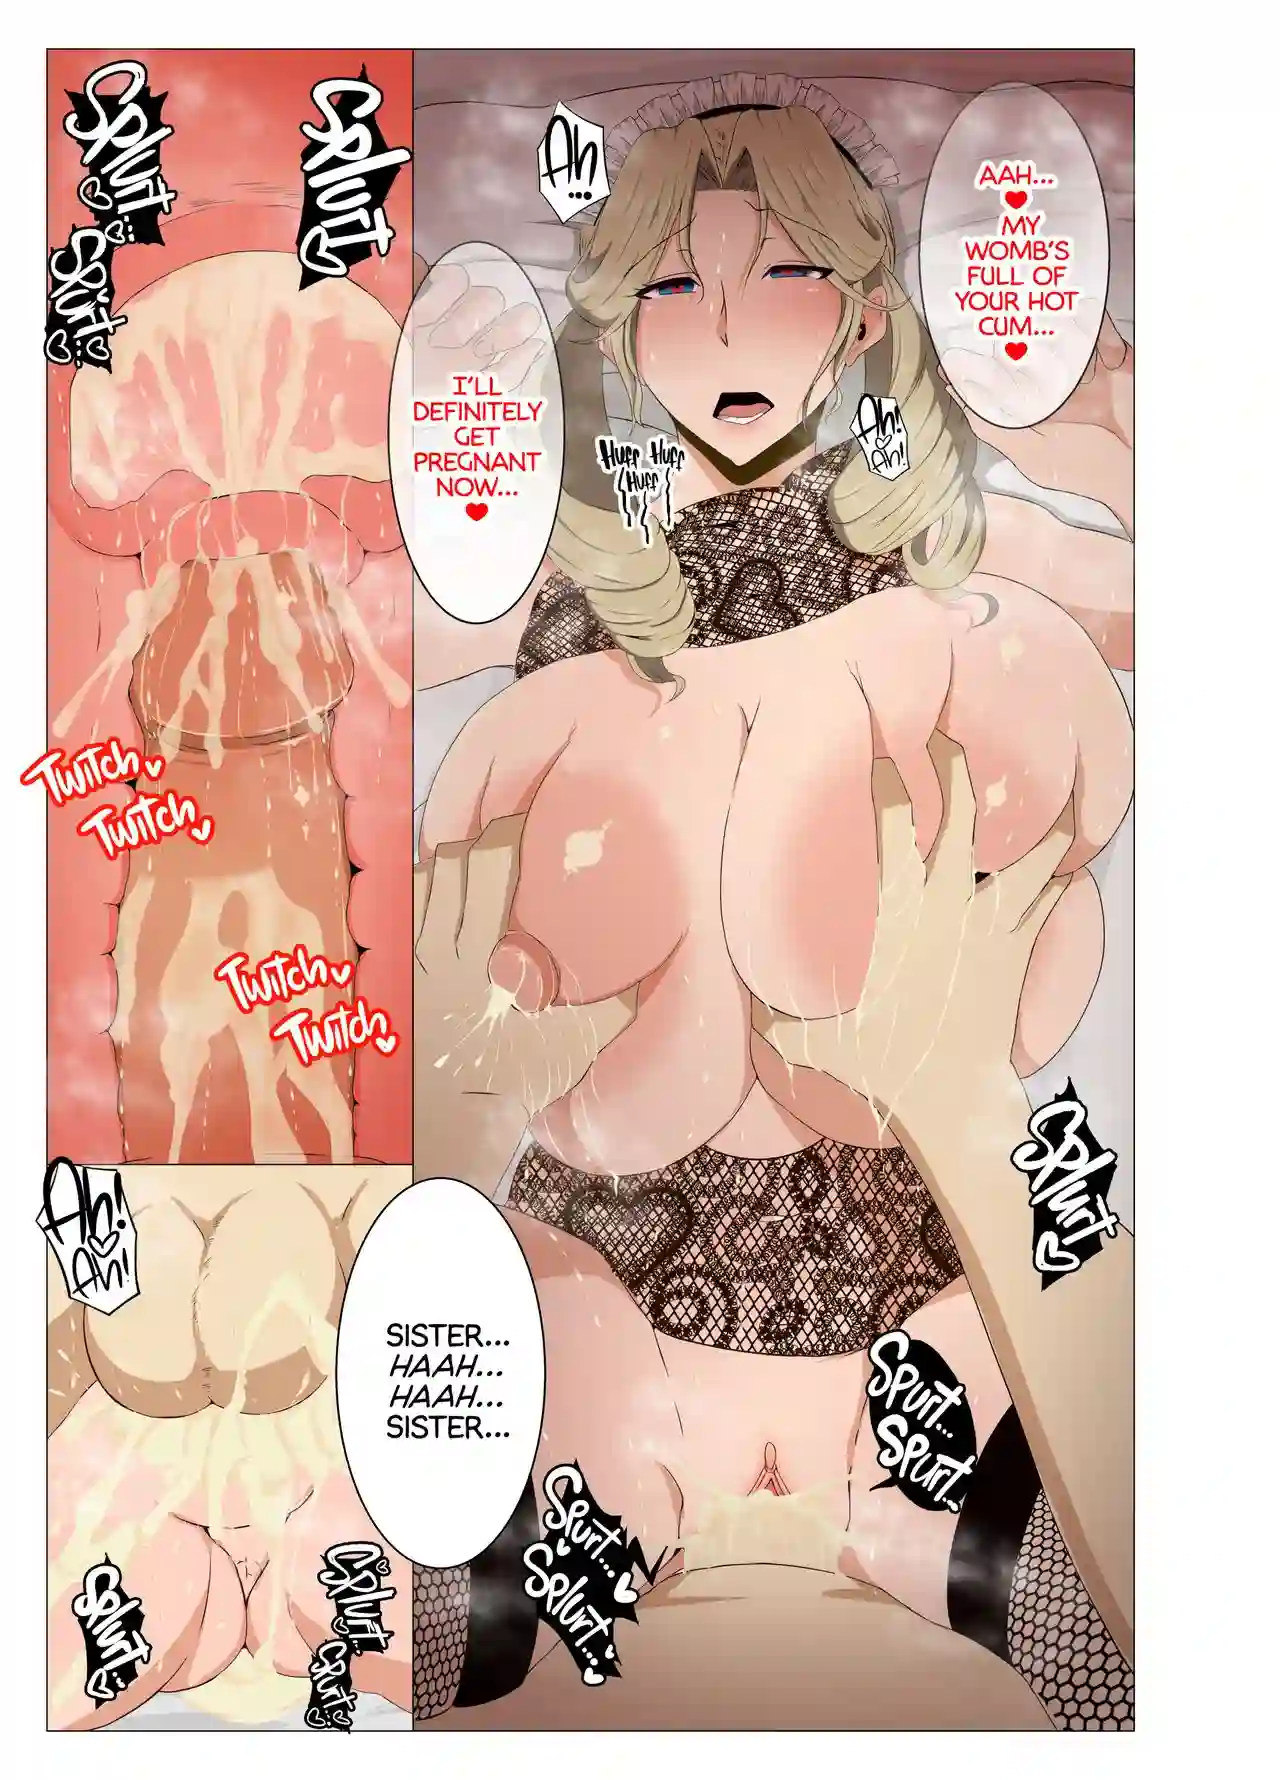 AAH...
♥
MY
WOMB'S
FULL OF
YOUR HOT
CUM...
♥
Ah
...
I'LL
DEFINITELY
GET
PREGNANT
NOW...
♥
Ah!
♡
Ah!
Huff Huff
Huff
Splurt♡
Spurt...
Spurt...
Spurt...♥
Splurt...♥
Splurt...♡
Splurt♡
Spurt...♡
Twitch♥
Twitch♥
Twitch♥
Twitch♥
Ah!
♡
Ah!
SISTER...
HAAH...
HAAH...
SISTER...
Splurt...
Splurt...
Spurt...♡